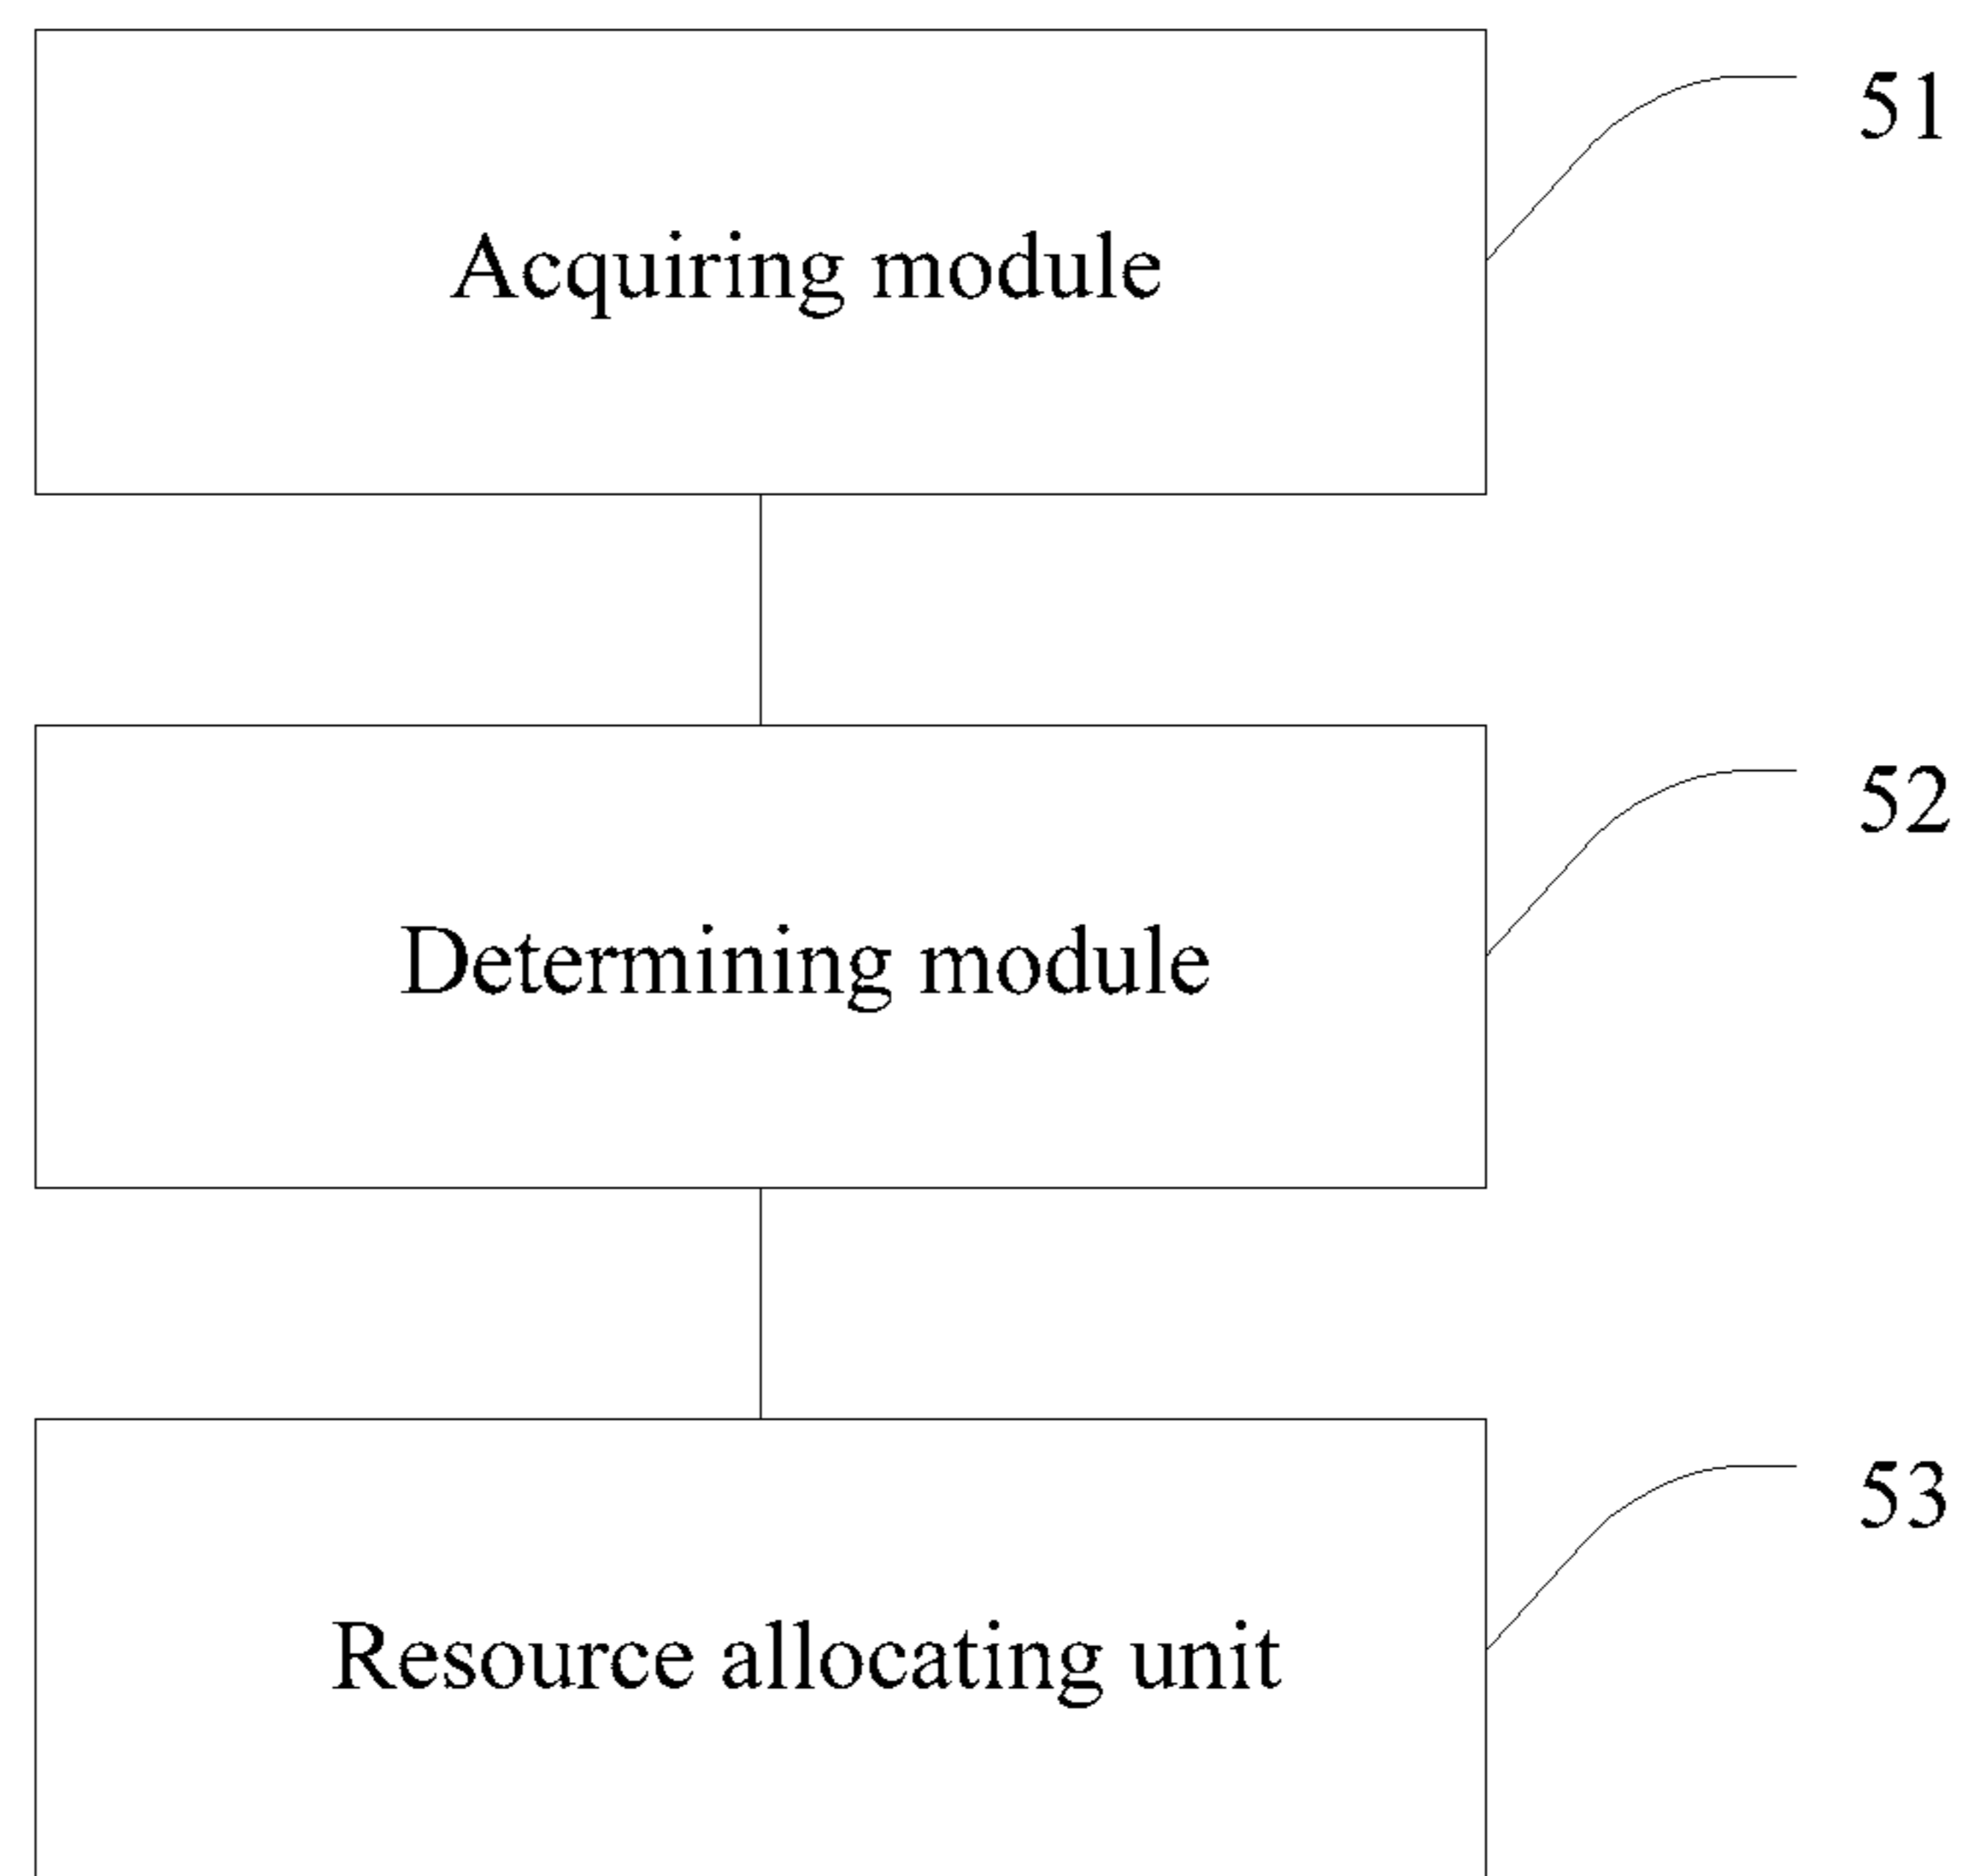 51
Acquiring module
52
Determining module
53
Resource allocating unit